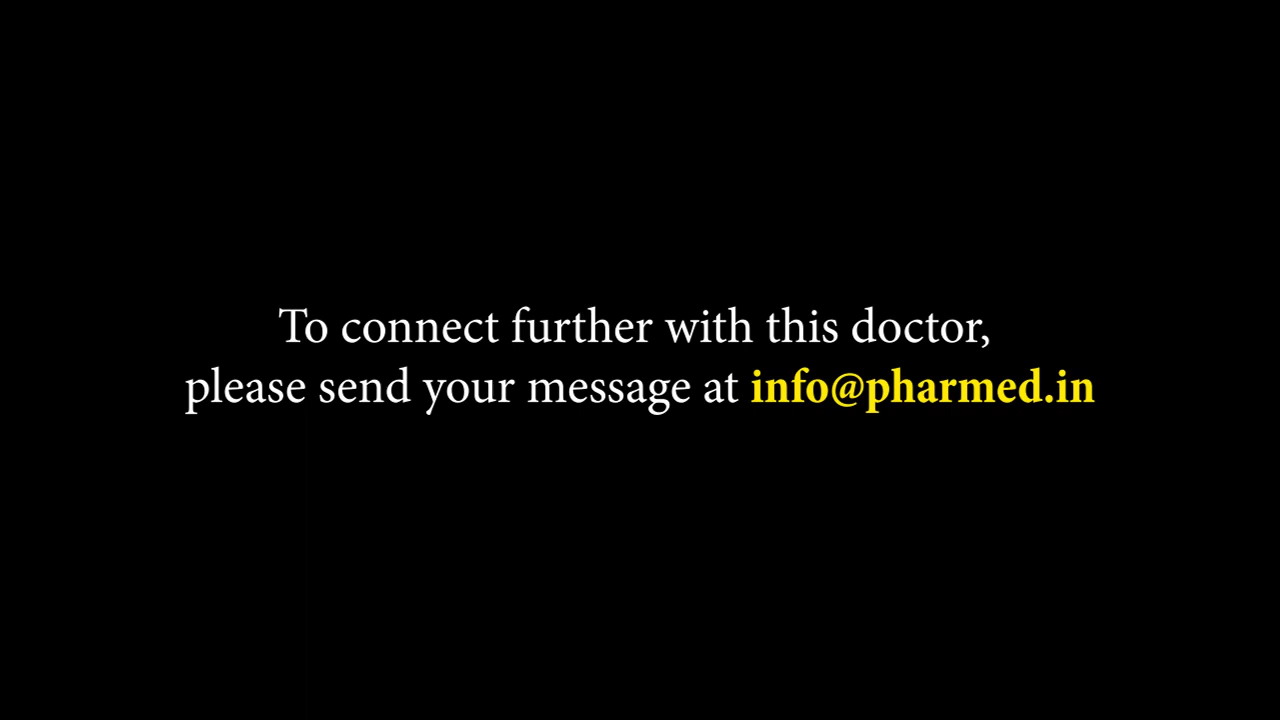 To connect further with this doctor,
please send your message at info@pharmed.in